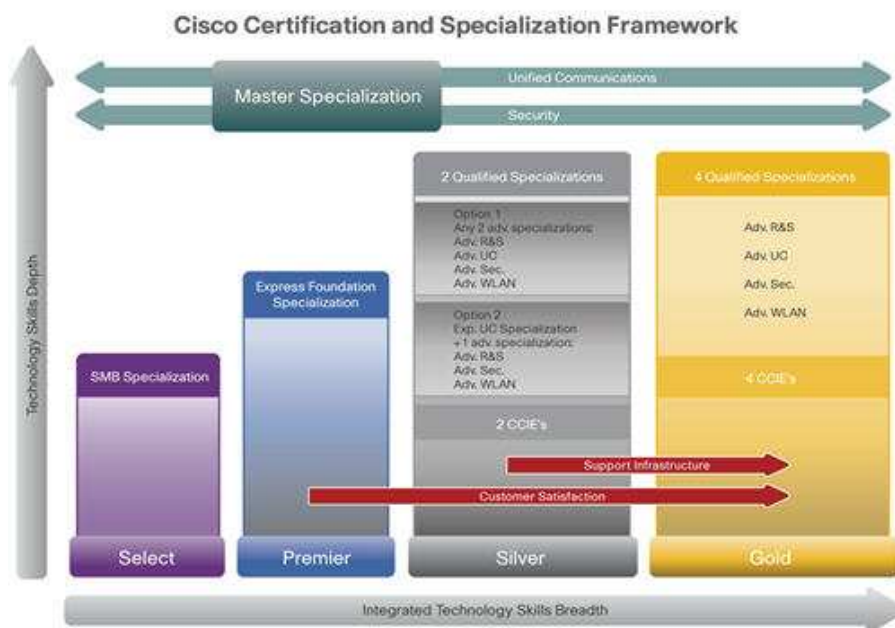 Cisco Certification and Specialization Framework
Unified Communications
Master Specialization
Security
Technology Skills Depth
SMB Specialization
Select
Express Foundation
Specialization
Premier
2 Qualified Specializations
Option 1
Any 2 adv. specializations:
Adv. R&S
Adv. UC
Adv. Sec.
Adv. WLAN
Option 2
Exp. UC Specialization
+1 adv. specialization:
Adv. R&S
Adv. Sec.
Adv. WLAN
2 CCIE's
Silver
4 Qualified Specializations
Adv. R&S
Adv. UC
Adv. Sec.
Adv. WLAN
4 CCIE's
Support Infrastructure
Customer Satisfaction
Gold
Integrated Technology Skills Breadth